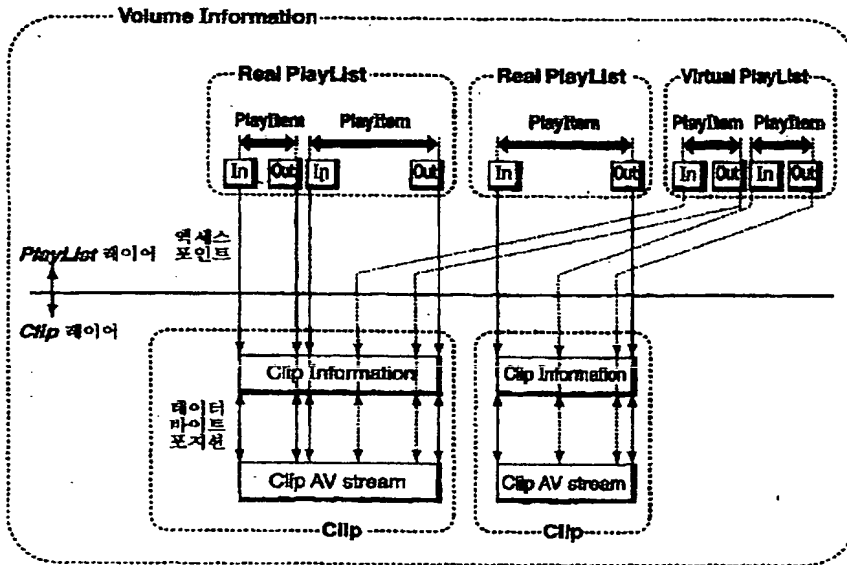 Volume Information
Real PlayList
Real PlayList
Virtual PlayList
PlayItem
PlayItem
PlayItem
PlayItem
PlayItem
In
Out
In
Out
In
Out
In
Out
In
Out
액세스
포인트
PlayList 레이어
Clip 레이어
Clip Information
Clip Information
데이터
바이트
포지션
Clip AV stream
Clip AV stream
Clip
Clip